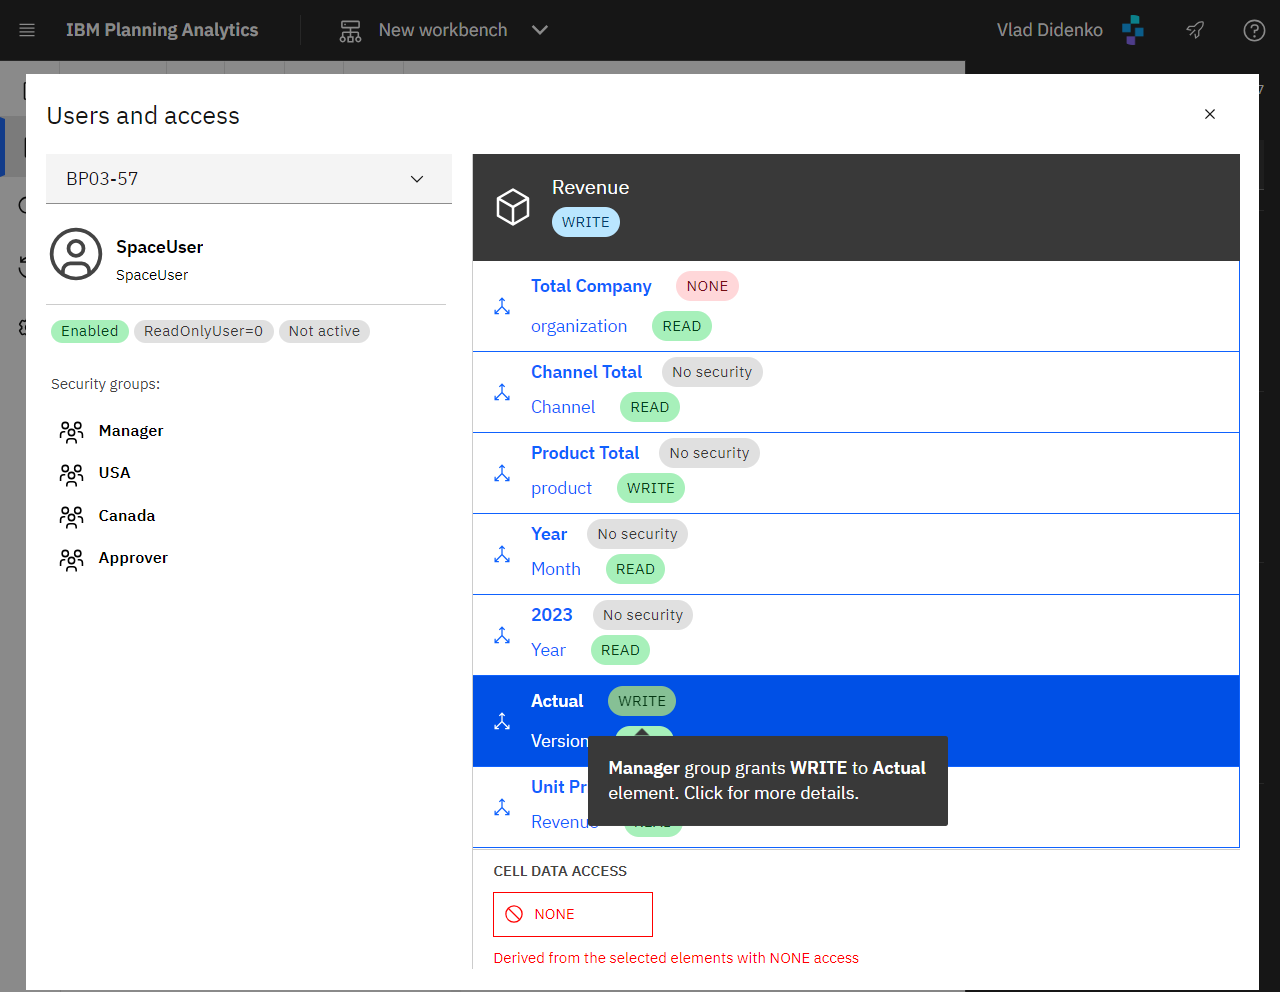 IBM Planning Analytics
New workbench
Vlad Didenko
Users and access
BP03-57
SpaceUser
SpaceUser
Enabled
ReadOnlyUser=0
Not active
Security groups:
Manager
USA
Canada
Approver
Revenue
WRITE
Total Company NONE
organization READ
Channel Total No security
Channel READ
Product Total No security
product WRITE
Year No security
Month READ
2023 No security
Year READ
Actual WRITE
Version
Manager group grants WRITE to Actual
element. Click for more details.
Unit Pr
Revenue READ
CELL DATA ACCESS
NONE
Derived from the selected elements with NONE access